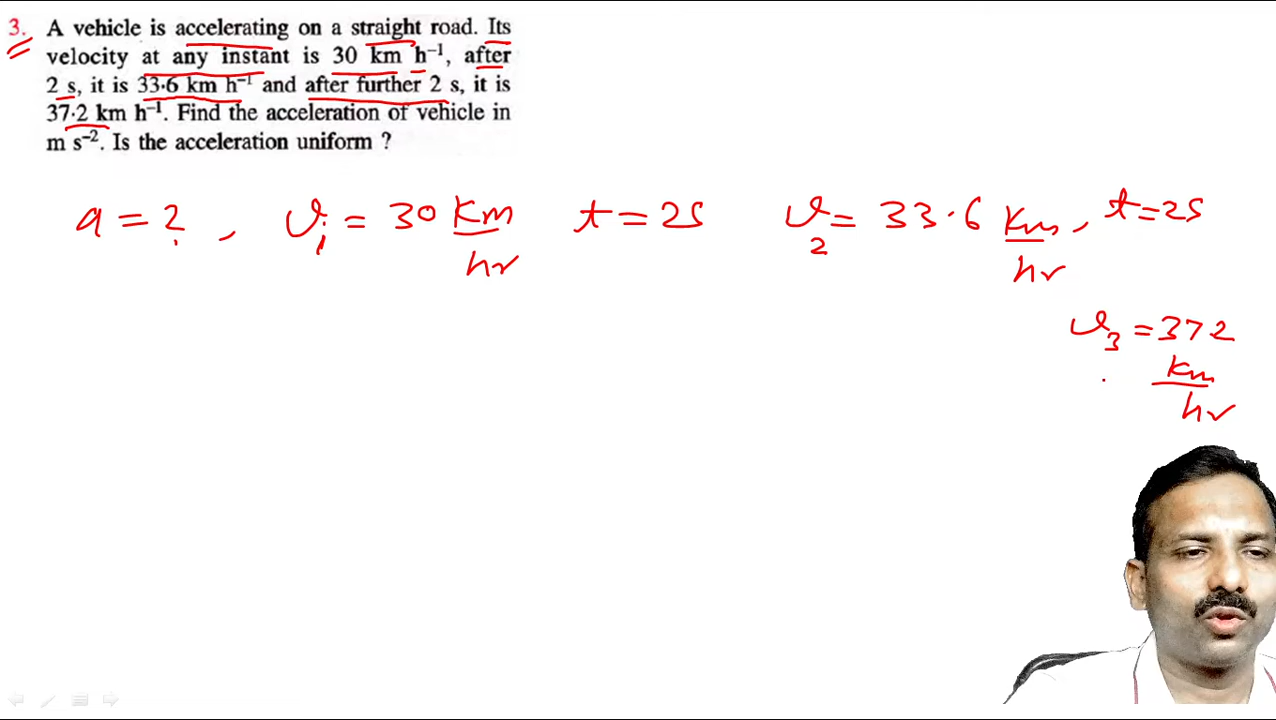 3. A vehicle is accelerating on a straight road. Its
velocity at any instant is 30 km h⁻¹, after
2 s, it is 33·6 km h⁻¹ and after further 2 s, it is
37·2 km h⁻¹. Find the acceleration of vehicle in
m s⁻². Is the acceleration uniform ?
a = ?, v₁ = 30 Km/hr t = 2s v₂ = 33.6 Km/hr, t = 2s
v₃ = 372
Km/hr